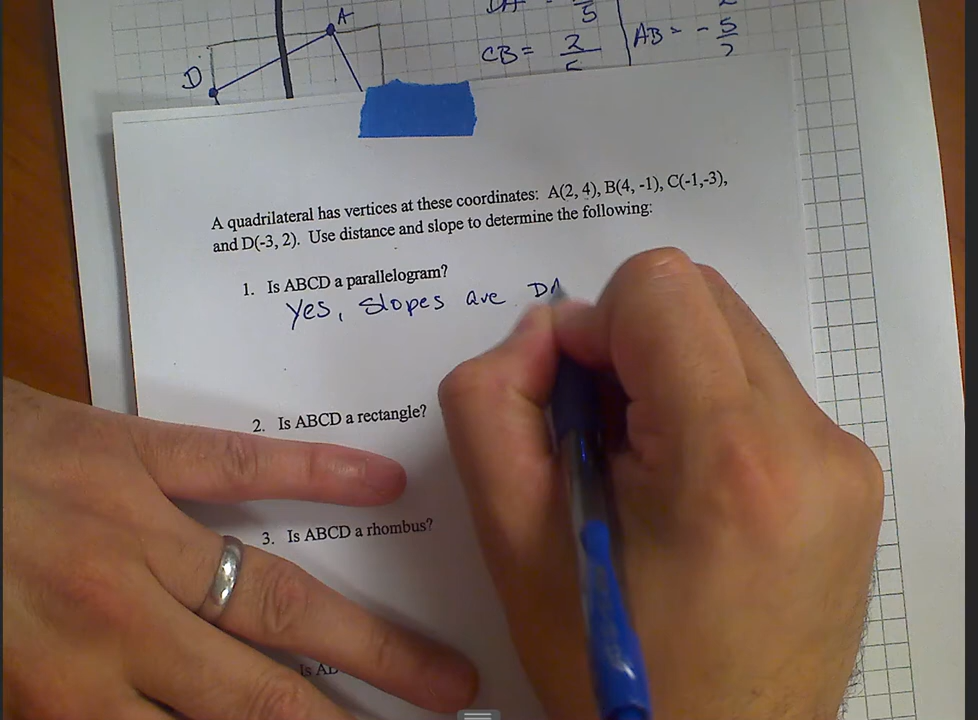 A
D
5
CB = 2
AB = - 5
2
A quadrilateral has vertices at these coordinates: A(2, 4), B(4, -1), C(-1,-3),
and D(-3, 2). Use distance and slope to determine the following:
1. Is ABCD a parallelogram?
Yes, Slopes are DA
2. Is ABCD a rectangle?
3. Is ABCD a rhombus?
Is